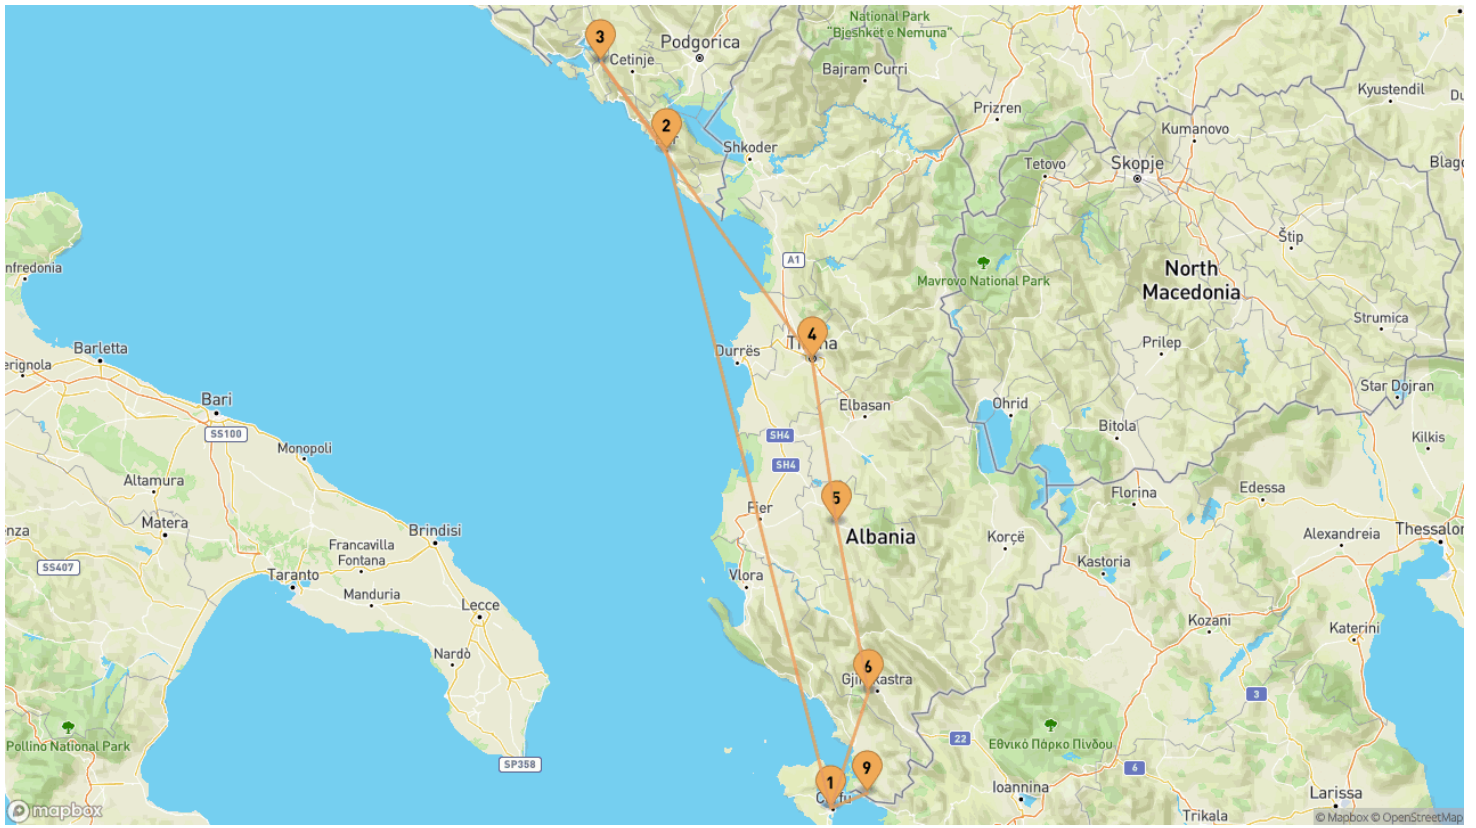 National Park
"Bjeshkët e Nemuna"
3
Cetinje
Podgorica
Bajram Curri
Kyustendil
Du
Prizren
2
Kumanovo
Shkoder
Tetovo
Skopje
Blag
Štip
nfredonia
A1
Mavrovo National Park
North
Macedonia
Strumica
4
Durrës
Prilep
Barletta
erignola
Star Dojran
Bari
Elbasan
Ohrid
Bitola
SS100
SH4
Kilkis
Monopoli
SH4
Altamura
5
Florina
Edessa
Matera
Fier
nza
Brindisi
Albania
Korçë
Alexandreia
Thessalon
Francavilla
Fontana
SS407
Taranto
Vlora
Kastoria
Manduria
Lecce
Kozani
Katerini
Nardò
6
3
Pollino National Park
22
Εθνικό Πάρκο Πίνδου
SP358
6
9
1
Ioannina
Larissa
mapbox
Trikala
© Mapbox © OpenStreetMap